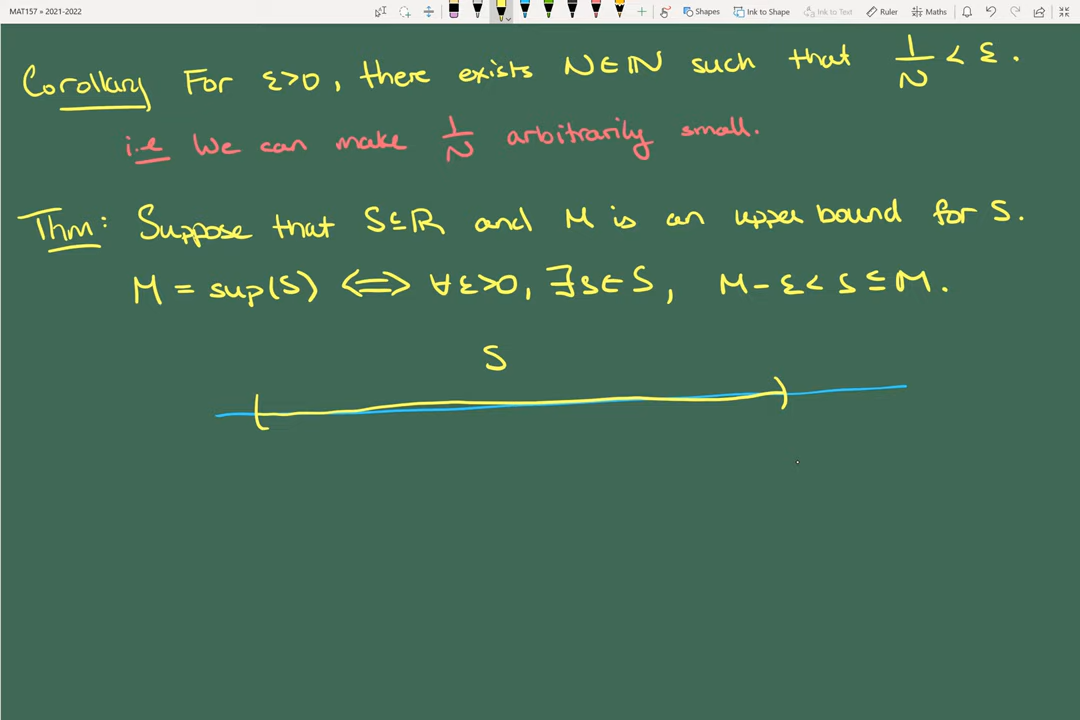 MAT157 » 2021-2022
Shapes Ink to Shape Ink to Text Ruler Maths
Corollary For ε>0, there exists N∈ℕ such that 1/N < ε.
i.e We can make 1/N arbitrarily small.
Thm: Suppose that S⊆ℝ and M is an upper bound for S.
M = sup(S) ⟺ ∀ε>0, ∃s∈S, M-ε<s≤M.
S